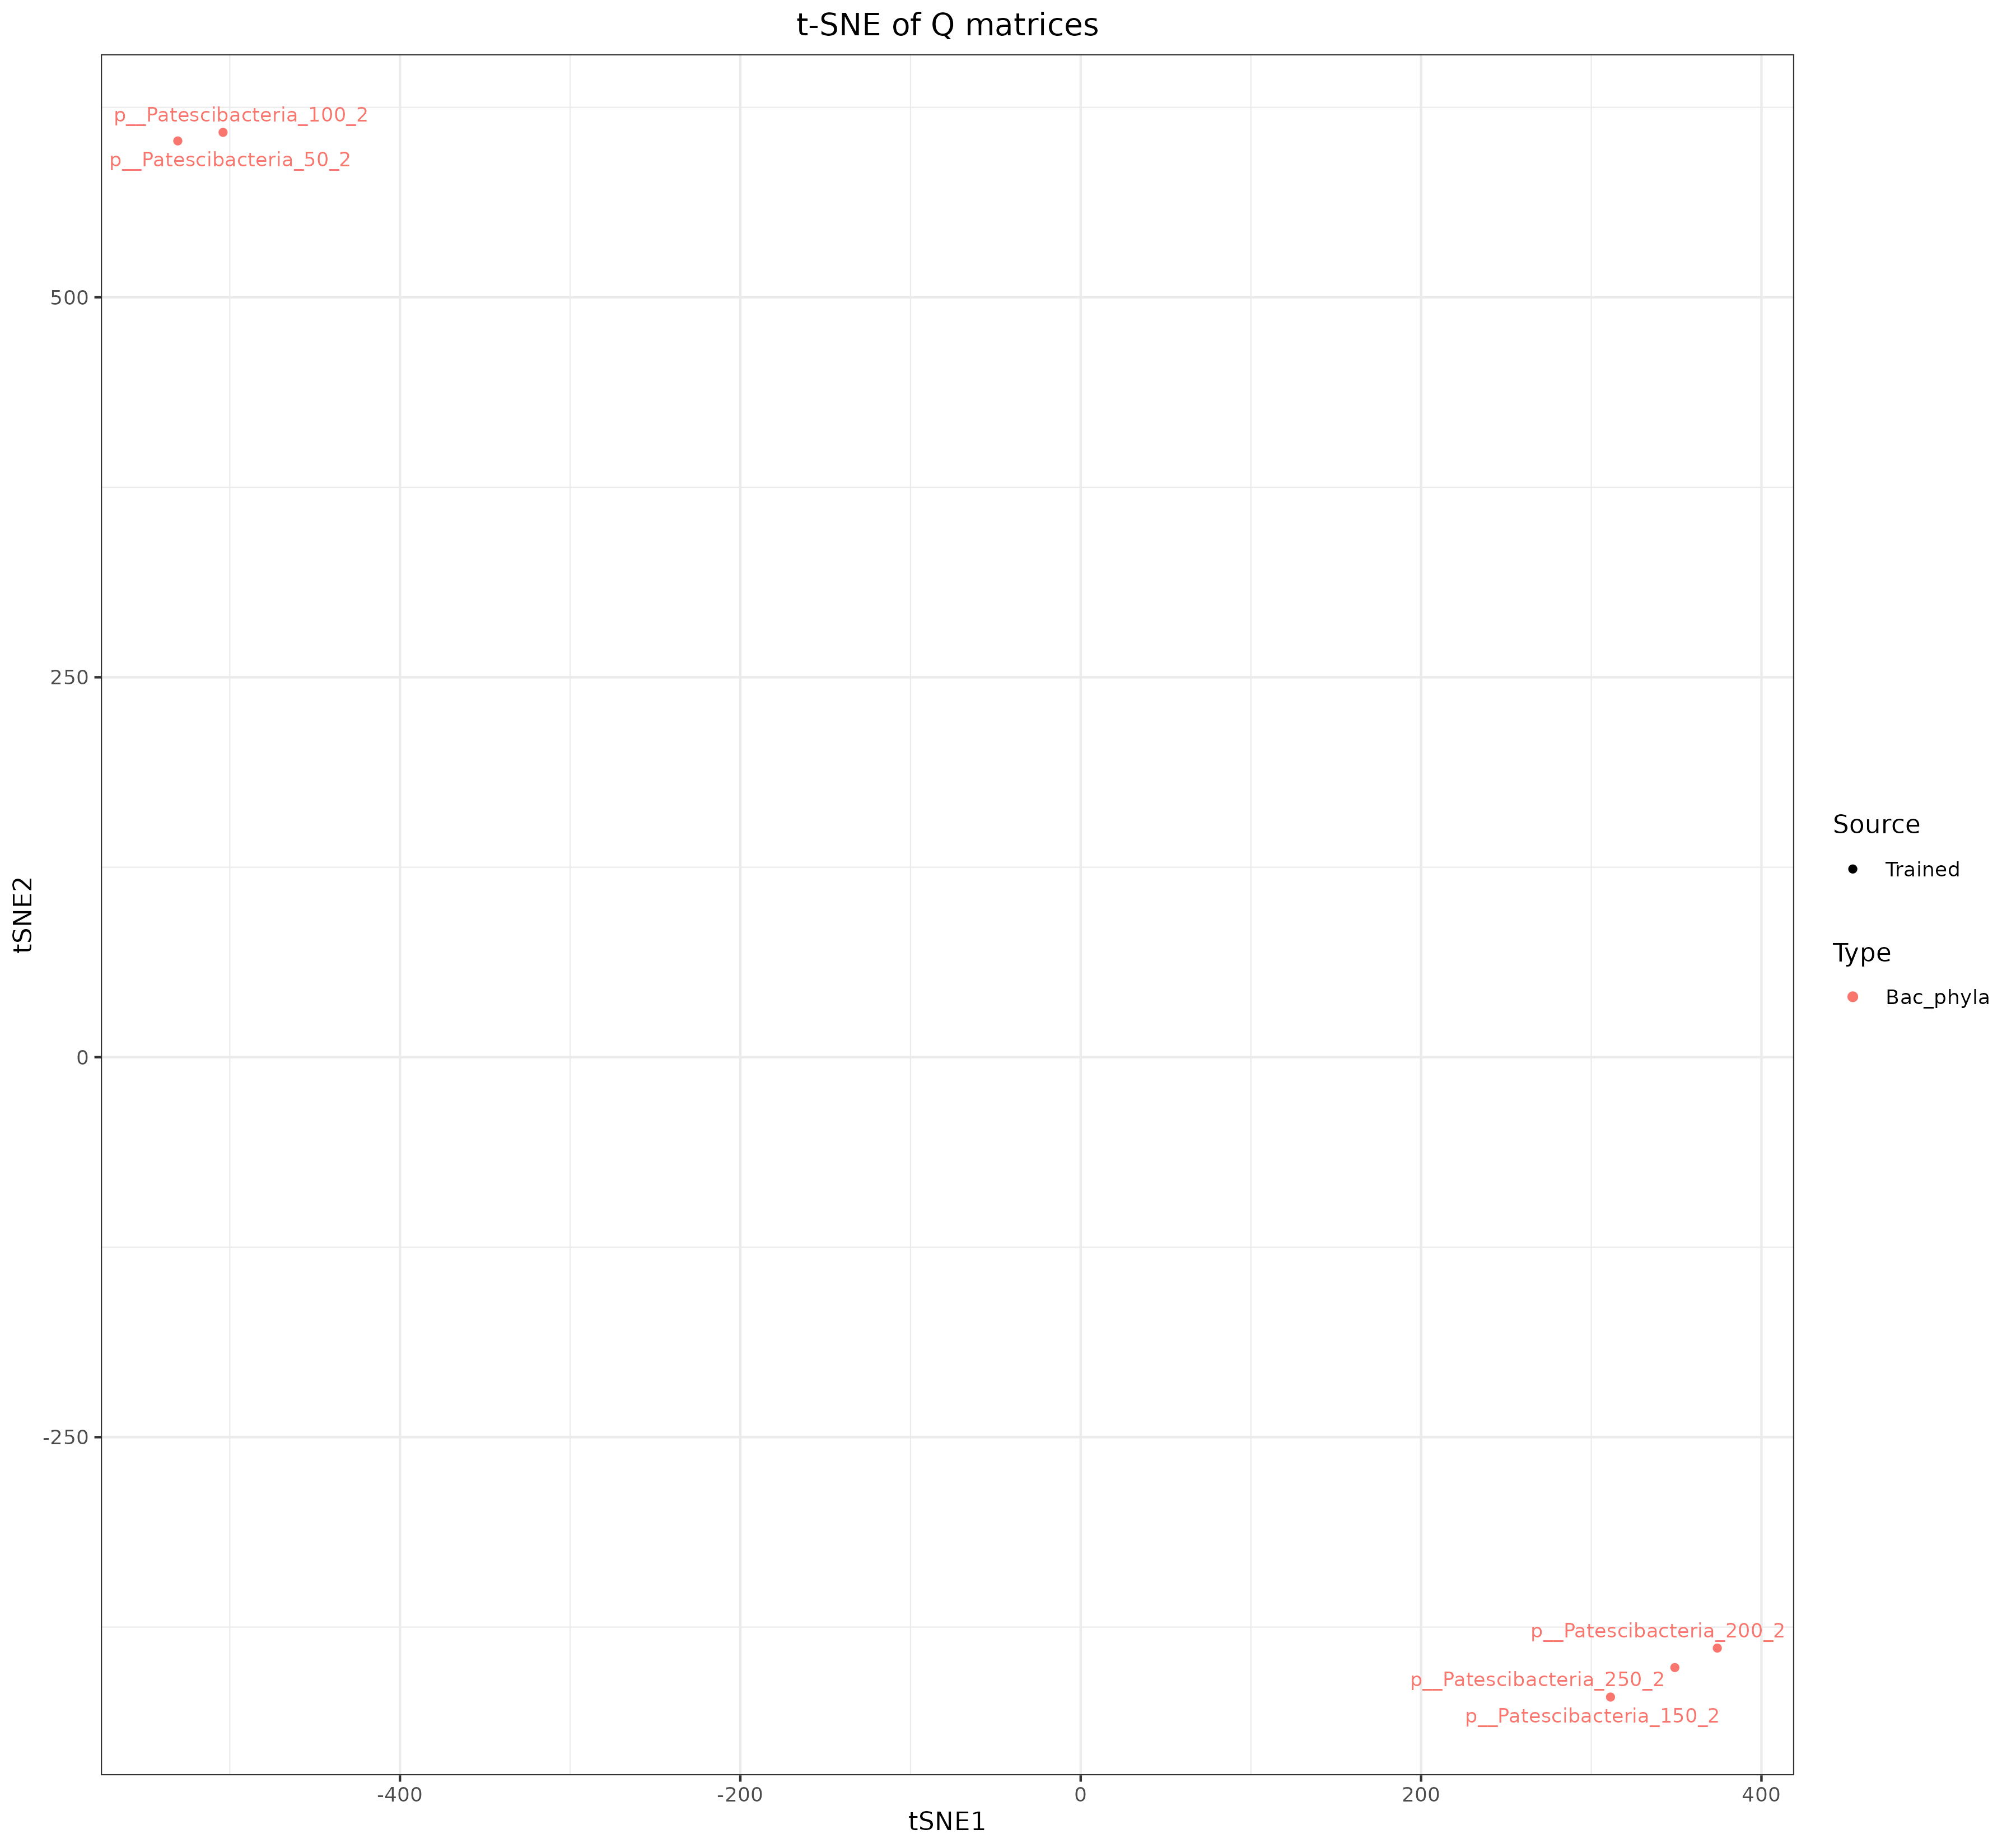 t-SNE of Q matrices
p__Patescibacteria_100_2
p__Patescibacteria_50_2
500
250
0
-250
tSNE2
p__Patescibacteria_200_2
p__Patescibacteria_250_2
p__Patescibacteria_150_2
-400
-200
0
200
400
tSNE1
Source
Trained
Type
Bac_phyla